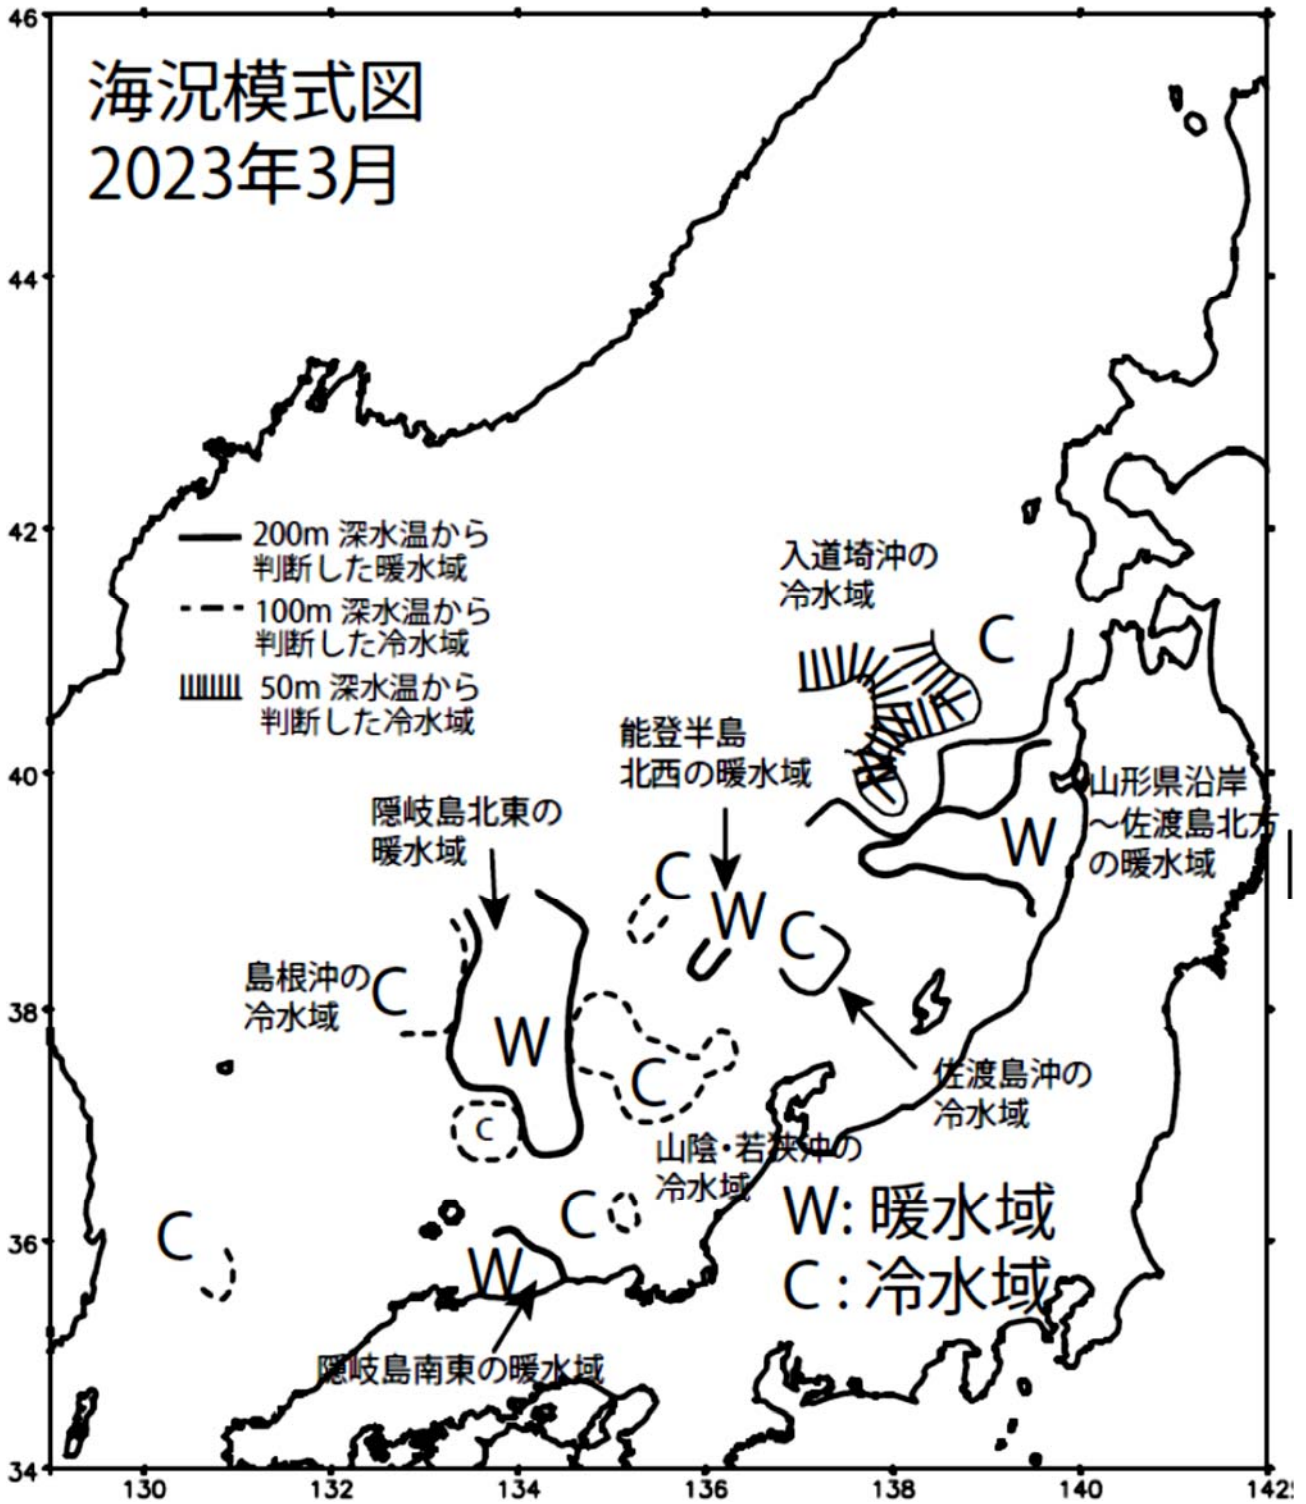 46
海況模式図
2023年3月
44
42
200m 深水温から
判断した暖水域
100m 深水温から
判断した冷水域
50m 深水温から
判断した冷水域
入道埼沖の
冷水域
C
能登半島
北西の暖水域
40
山形県沿岸
～佐渡島北方
の暖水域
隠岐島北東の
暖水域
W
C
W
C
島根沖の
冷水域
C
38
W
C
佐渡島沖の
冷水域
C
山陰・若狭沖の
冷水域
W: 暖水域
C : 冷水域
C
C
36
W
隠岐島南東の暖水域
34
130
132
134
136
138
140
142